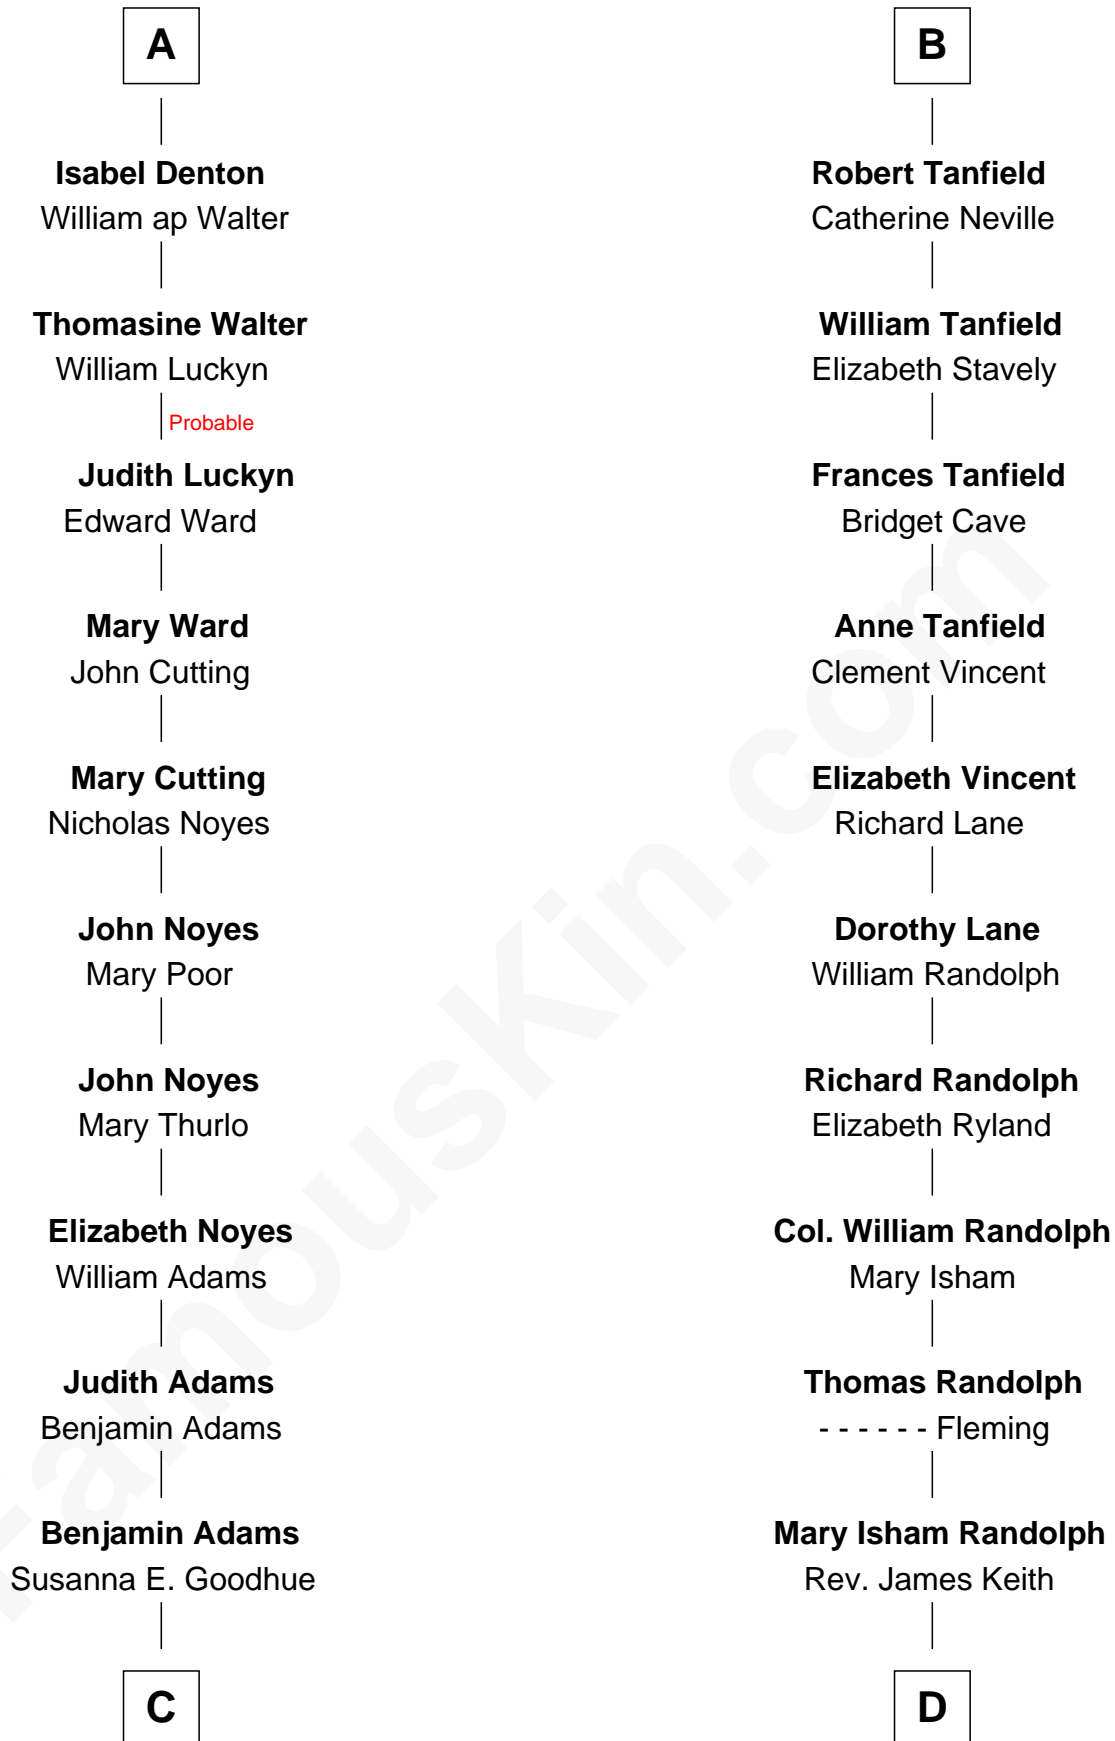 A
Isabel Denton
William ap Walter
Thomasine Walter
William Luckyn
Probable
Judith Luckyn
Edward Ward
Mary Ward
John Cutting
Mary Cutting
Nicholas Noyes
John Noyes
Mary Poor
John Noyes
Mary Thurlo
Elizabeth Noyes
William Adams
Judith Adams
Benjamin Adams
Benjamin Adams
Susanna E. Goodhue
C
B
Robert Tanfield
Catherine Neville
William Tanfield
Elizabeth Stavely
Frances Tanfield
Bridget Cave
Anne Tanfield
Clement Vincent
Elizabeth Vincent
Richard Lane
Dorothy Lane
William Randolph
Richard Randolph
Elizabeth Ryland
Col. William Randolph
Mary Isham
Thomas Randolph
- - - - - - Fleming
Mary Isham Randolph
Rev. James Keith
D
FamousKin.com